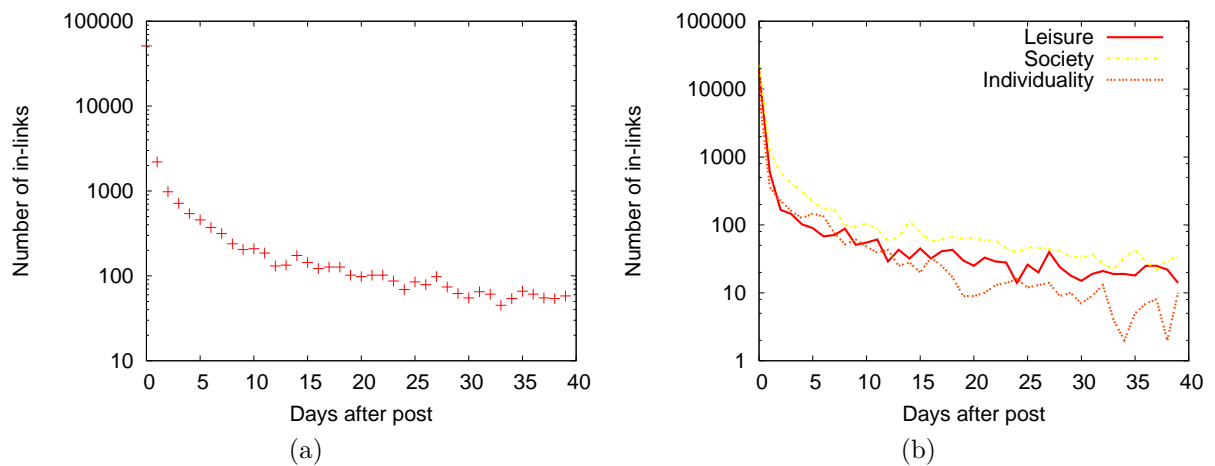 100000
10000
1000
100
10
0 5 10 15 20 25 30 35 40
Number of in-links
Days after post
(a)
100000
10000
1000
100
10
1
0 5 10 15 20 25 30 35 40
Number of in-links
Days after post
Leisure
Society
Individuality
(b)